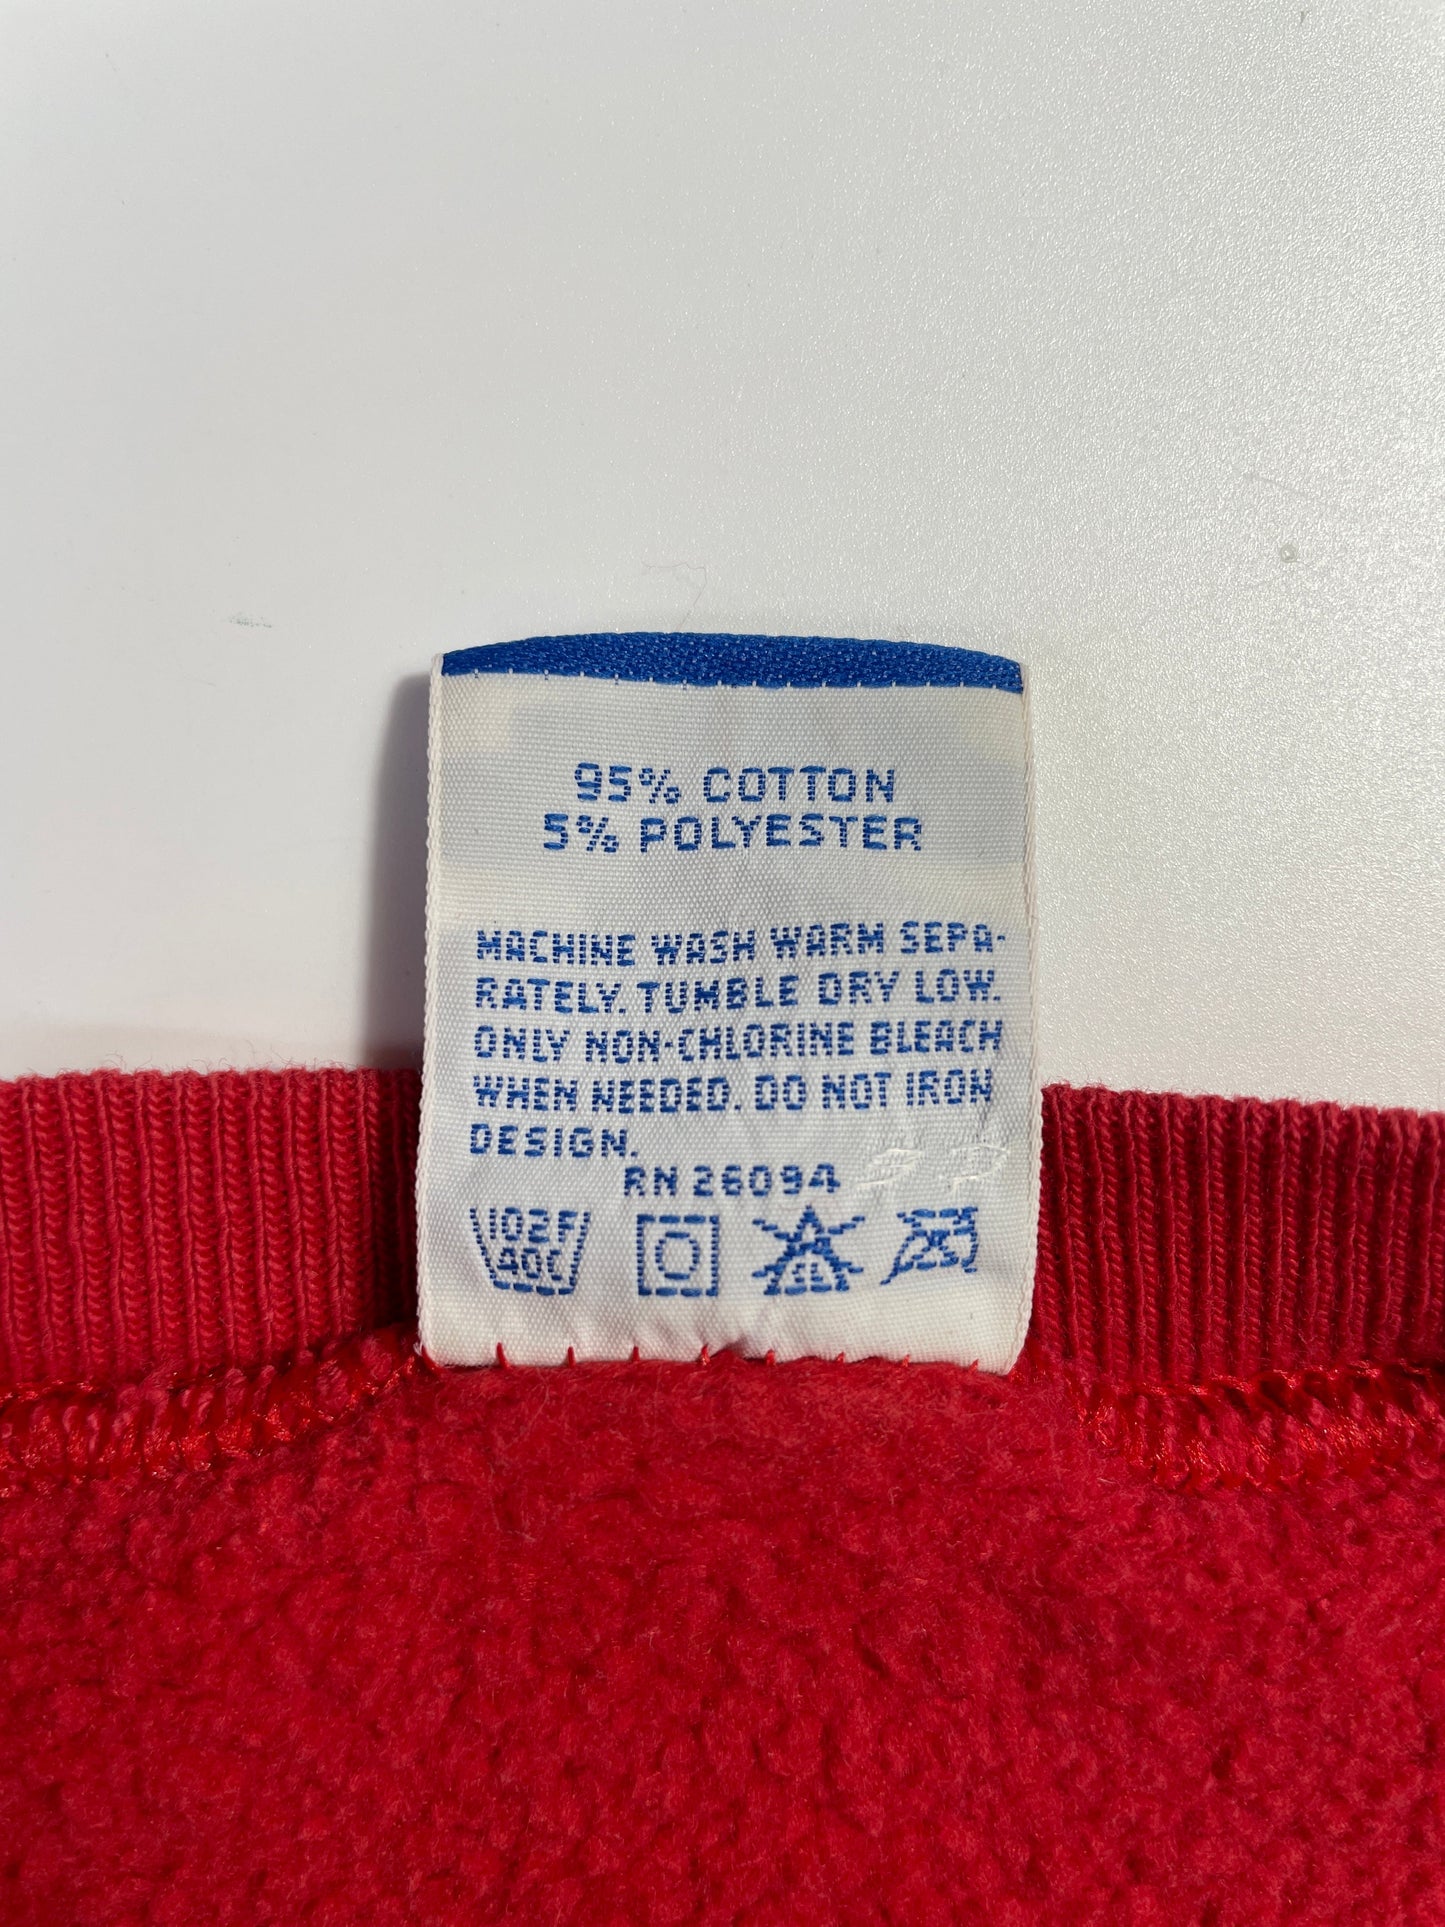 95% COTTON
5% POLYESTER
MACHINE WASH WARM SEPA-
RATELY. TUMBLE DRY LOW.
ONLY NON-CHLORINE BLEACH
WHEN NEEDED. DO NOT IRON
DESIGN.
RN 26094
102F
40C
CL